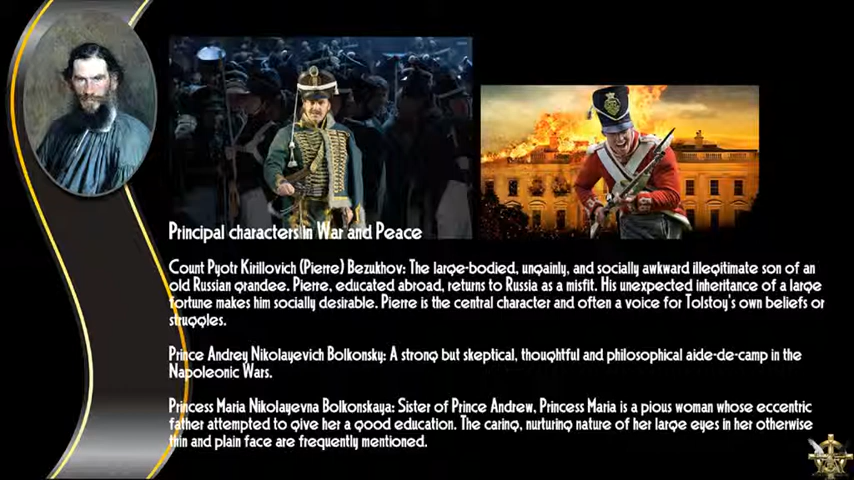 Principal characters in War and Peace
Count Pyotr Kirillovich (Pierre) Bezukhov: The large-bodied, ungainly, and socially awkward illegitimate son of an
old Russian grandee. Pierre, educated abroad, returns to Russia as a misfit. His unexpected inheritance of a large
fortune makes him socially desirable. Pierre is the central character and often a voice for Tolstoy's own beliefs or
struggles.
Prince Andrey Nikolayevich Bolkonsky: A strong but skeptical, thoughtful and philosophical aide-de-camp in the
Napoleonic Wars.
Princess Maria Nikolayevna Bolkonskaya: Sister of Prince Andrew, Princess Maria is a pious woman whose eccentric
father attempted to give her a good education. The caring, nurturing nature of her large eyes in her otherwise
thin and plain face are frequently mentioned.